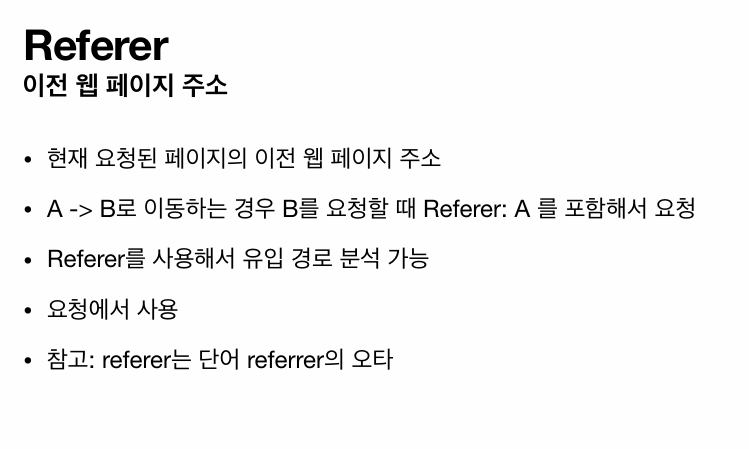 Referer
이전 웹 페이지 주소
• 현재 요청된 페이지의 이전 웹 페이지 주소
• A -> B로 이동하는 경우 B를 요청할 때 Referer: A 를 포함해서 요청
• Referer를 사용해서 유입 경로 분석 가능
• 요청에서 사용
• 참고: referer는 단어 referrer의 오타